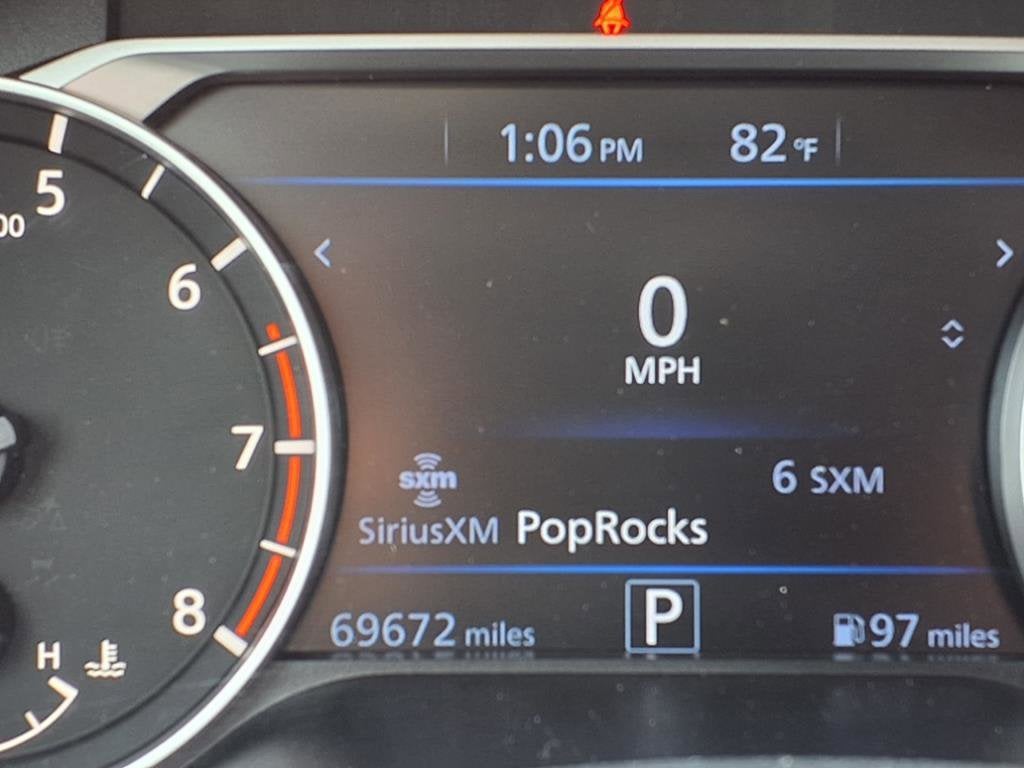 1:06 PM 82 °F
5
00
6
0
MPH
7
sxm
6 SXM
SiriusXM PopRocks
8
69672 miles P 97 miles
H